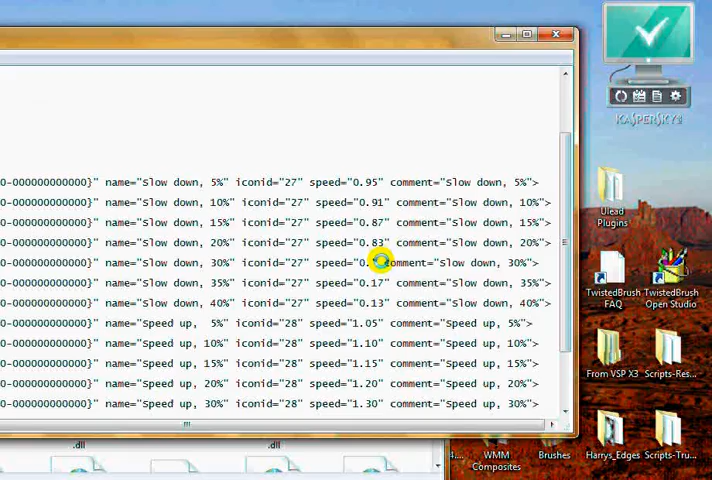 KASPERSKY
0-000000000000}" name="Slow down, 5%" iconid="27" speed="0.95" comment="Slow down, 5%">
0-000000000000}" name="Slow down, 10%" iconid="27" speed="0.91" comment="Slow down, 10%">
0-000000000000}" name="Slow down, 15%" iconid="27" speed="0.87" comment="Slow down, 15%">
0-000000000000}" name="Slow down, 20%" iconid="27" speed="0.83" comment="Slow down, 20%">
0-000000000000}" name="Slow down, 30%" iconid="27" speed="0. comment="Slow down, 30%">
0-000000000000}" name="Slow down, 35%" iconid="27" speed="0.17" comment="Slow down, 35%">
0-000000000000}" name="Slow down, 40%" iconid="27" speed="0.13" comment="Slow down, 40%">
0-000000000000}" name="Speed up,  5%" iconid="28" speed="1.05" comment="Speed up, 5%">
0-000000000000}" name="Speed up, 10%" iconid="28" speed="1.10" comment="Speed up, 10%">
0-000000000000}" name="Speed up, 15%" iconid="28" speed="1.15" comment="Speed up, 15%">
0-000000000000}" name="Speed up, 20%" iconid="28" speed="1.20" comment="Speed up, 20%">
0-000000000000}" name="Speed up, 30%" iconid="28" speed="1.30" comment="Speed up, 30%">
.dll
.dll
Ulead
Plugins
TwistedBrush
FAQ
TwistedBrush
Open Studio
From VSP X3
Scripts-Res...
4....
WMM
Composites
Brushes
Harrys_Edges
Scripts-Tru...